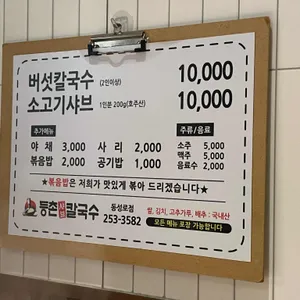 버섯칼국수 (2인이상) 10,000
소고기샤브 1인분 200g(호주산) 10,000
추가메뉴 주류/음료
야 채 3,000 사 리 2,000 소주 5,000
맥주 5,000
볶음밥 2,000 공기밥 1,000 음료수 2,000
★볶음밥은 저희가 맛있게 볶아 드리겠습니다★
등촌샤브칼국수 동성로점 253-3582
쌀, 김치, 고추가루, 배추 : 국내산
모든 메뉴 포장 가능합니다